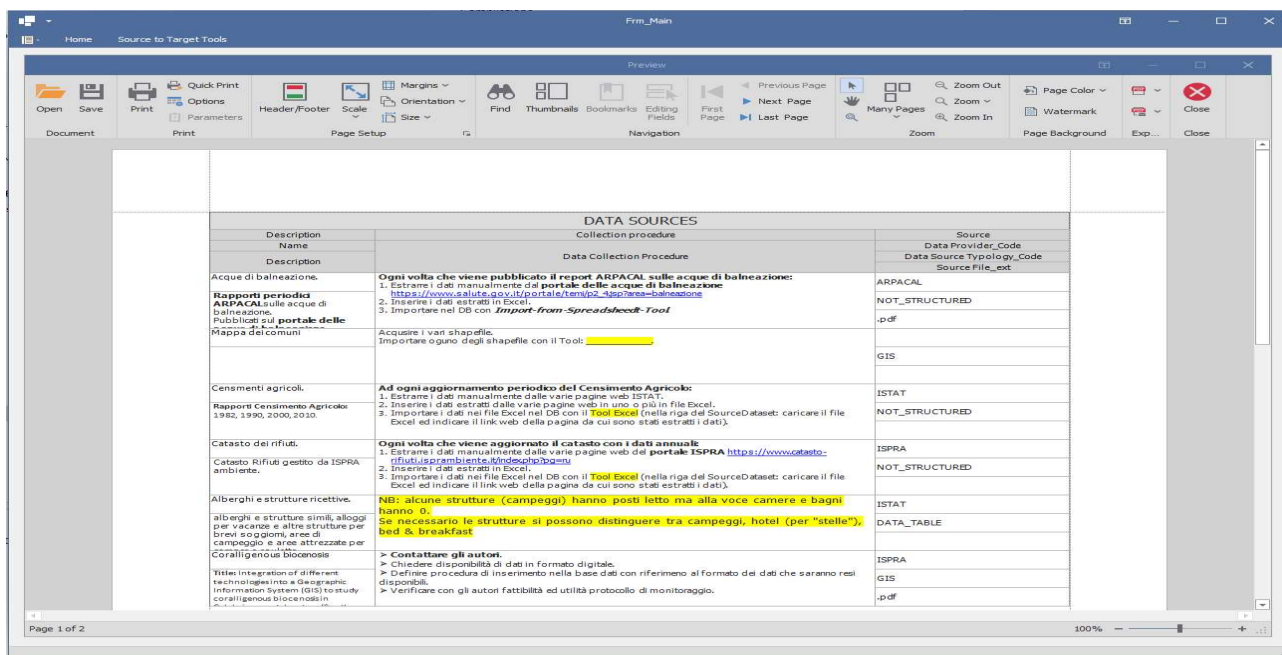 Frm_Main
Home Source to Target Tools
Preview
Open Save Print Quick Print Options Parameters Header/Footer Scale Margins Orientation Size Find Thumbnails Bookmarks Editing Fields First Page Previous Page Next Page Last Page Many Pages Zoom Out Zoom Zoom In Page Color Watermark Close
Document Print Page Setup Navigation Zoom Page Background Exp... Close
DATA SOURCES
Description Collection procedure Source
Name Data Collection Procedure Data Provider_Code
Description Data Source Typology_Code
Source File_ext
Acque di balneazione.
Rapporti periodici
ARPACAL sulle acque di
balneazione.
Pubblicati sul portale delle
Ogni volta che viene pubblicato il report ARPACAL sulle acque di balneazione:
1. Estrarre i dati manualmente dal portale di balneazione
https://www.salute.gov.it/portale/temi/p2_4.jsp?area=balneazione
2. Inserire i dati estratti in Excel.
3. Importare nel DB con Import-from-Spreadsheedt-Tool
ARPACAL
NOT_STRUCTURED
.pdf
Mappa dei comuni
Acqusire i vari shapefile.
Importare oguno degli shapefile con il Tool: ____________.
GIS
Censmenti agricoli.
Rapporti Censimento Agricolo:
1982, 1990, 2000, 2010.
Ad ogni aggiornamento periodico del Censimento Agricolo:
1. Estrarre i dati manualmente dalle varie pagine web ISTAT.
2. Inserire i dati estratti dalle varie pagine web in uno o più in file Excel.
3. Importare i dati nei file Excel nel DB con il Tool Excel (nella riga del SourceDataset: caricare il file
Excel ed indicare il link web della pagina da cui sono stati estratti i dati).
ISTAT
NOT_STRUCTURED
Catasto dei rifiuti.
Catasto Rifiuti gestito da ISPRA
ambiente.
Ogni volta che viene aggiornato il catasto con i dati annuali:
1. Estrarre i dati manualmente dalle varie pagine web del portale ISPRA https://www.catasto-
rifiuti.isprambiente.it/index.php?pg=ru
2. Inserire i dati estratti in Excel.
3. Importare i dati nei file Excel nel DB con il Tool Excel (nella riga del SourceDataset: caricare il file
Excel ed indicare il link web della pagina da cui sono stati estratti i dati).
ISPRA
NOT_STRUCTURED
Alberghi e strutture ricettive.
alberghi e strutture simili, alloggi
per vacanze e altre strutture per
brevi soggiorni, aree di
campeggio e aree attrezzate per
NB: alcune strutture (campeggi) hanno posti letto ma alla voce camere e bagni
hanno 0.
Se necessario le strutture si possono distinguere tra campeggi, hotel (per "stelle"),
bed & breakfast
ISTAT
DATA_TABLE
Coralligenous biocenosis
Title: Integration of different
technologies into a Geographic
Information System (GIS) to study
coralligenous biocenosis in
➢ Contattare gli autori.
➢ Chiedere disponibilità di dati in formato digitale.
➢ Definire procedura di inserimento nella base dati con riferimeno al formato dei dati che saranno resi
disponibili.
➢ Verificare con gli autori fattibilità ed utilità protocollo di monitoraggio.
ISPRA
GIS
.pdf
Page 1 of 2 100%